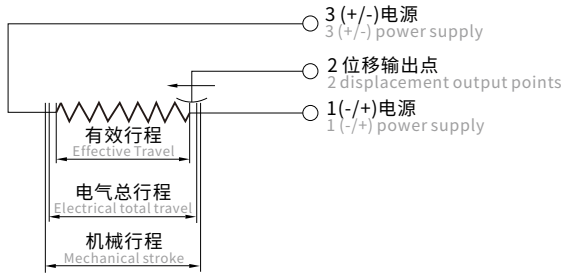 3 (+/-)电源
3 (+/-) power supply
2 位移输出点
2 displacement output points
1(-/+)电源
1 (-/+) power supply
有效行程
Effective Travel
电气总行程
Electrical total travel
机械行程
Mechanical stroke